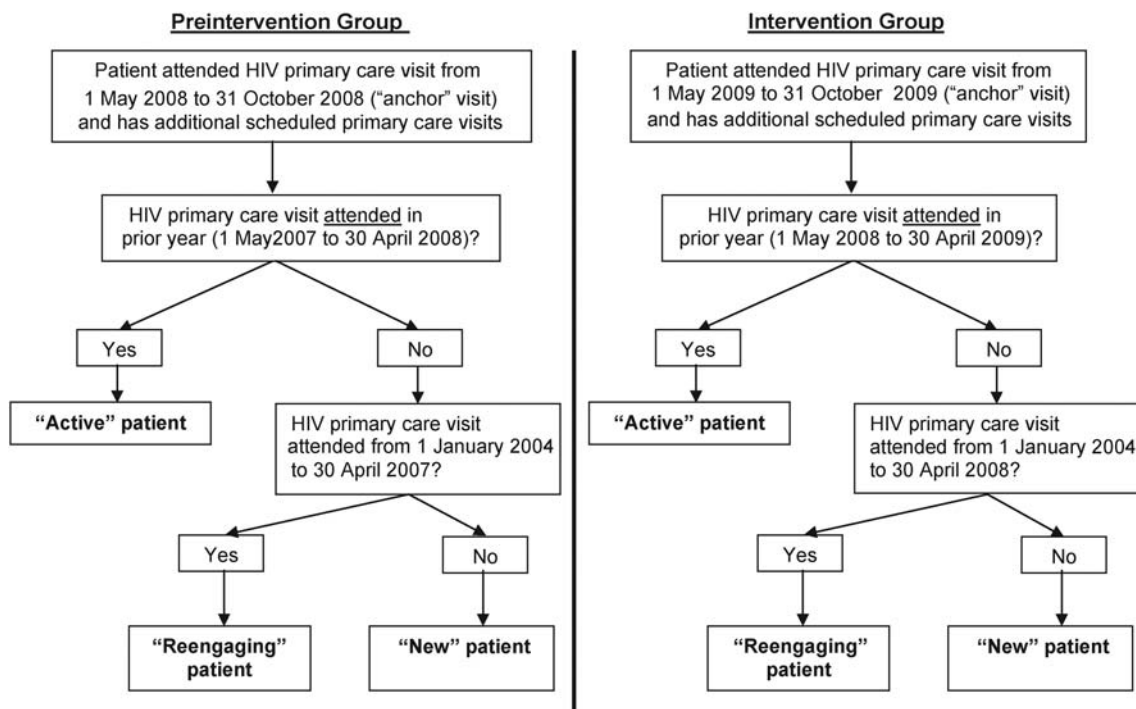 Preintervention Group
Patient attended HIV primary care visit from
1 May 2008 to 31 October 2008 (“anchor” visit)
and has additional scheduled primary care visits
HIV primary care visit attended in
prior year (1 May2007 to 30 April 2008)?
Yes
No
“Active” patient
HIV primary care visit
attended from 1 January 2004
to 30 April 2007?
Yes
No
“Reengaging”
patient
“New” patient
Intervention Group
Patient attended HIV primary care visit from
1 May 2009 to 31 October 2009 (“anchor” visit)
and has additional scheduled primary care visits
HIV primary care visit attended in
prior year (1 May 2008 to 30 April 2009)?
Yes
No
“Active” patient
HIV primary care visit
attended from 1 January 2004
to 30 April 2008?
Yes
No
“Reengaging”
patient
“New” patient